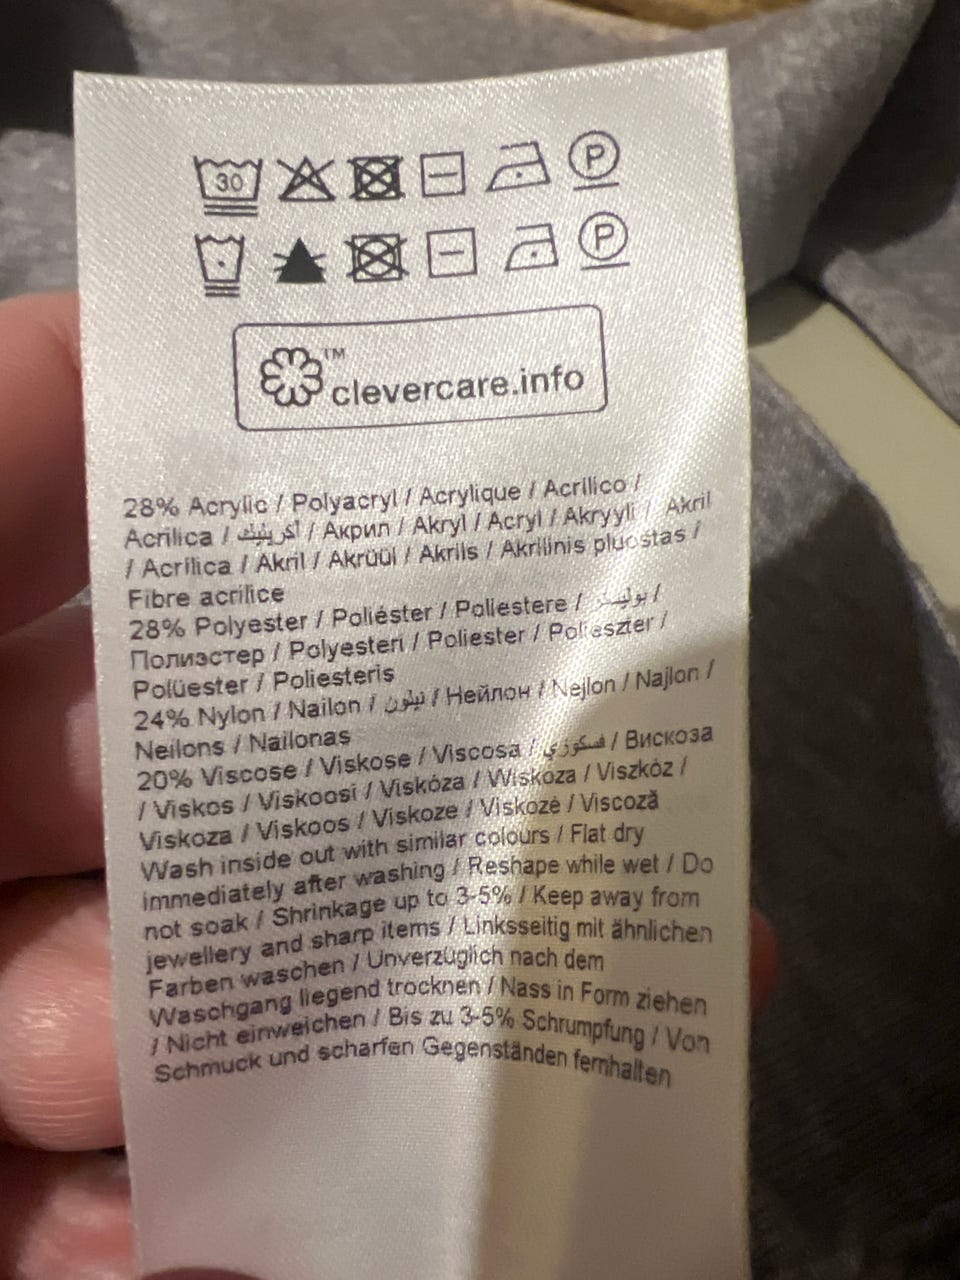 30 P
P
TM
clevercare.info
28% Acrylic / Polyacryl / Acrylique / Acrílico /
Acrilica / أكريليك / Акрил / Akryl / Acryl / Akryyli / Akril
/ Acrílica / Akril / Akrüül / Akrils / Akrilinis pluoštas /
Fibre acrilice
28% Polyester / Poliéster / Poliestere / بوليستر /
Полиэстер / Polyesteri / Poliester / Poliészter /
Polüester / Poliesteris
24% Nylon / Nailon / نيلون / Нейлон / Nejlon / Najlon /
Neilons / Nailonas
20% Viscose / Viskose / Viscosa / فسكوزي / Вискоза
/ Viskos / Viskoosi / Viskóza / Wiskoza / Viszkóz /
Viskoza / Viskoos / Viskoze / Viskozė / Viscoză
Wash inside out with similar colours / Flat dry
immediately after washing / Reshape while wet / Do
not soak / Shrinkage up to 3-5% / Keep away from
jewellery and sharp items / Linksseitig mit ähnlichen
Farben waschen / Unverzüglich nach dem
Waschgang liegend trocknen / Nass in Form ziehen
/ Nicht einweichen / Bis zu 3-5% Schrumpfung / Von
Schmuck und scharfen Gegenständen fernhalten